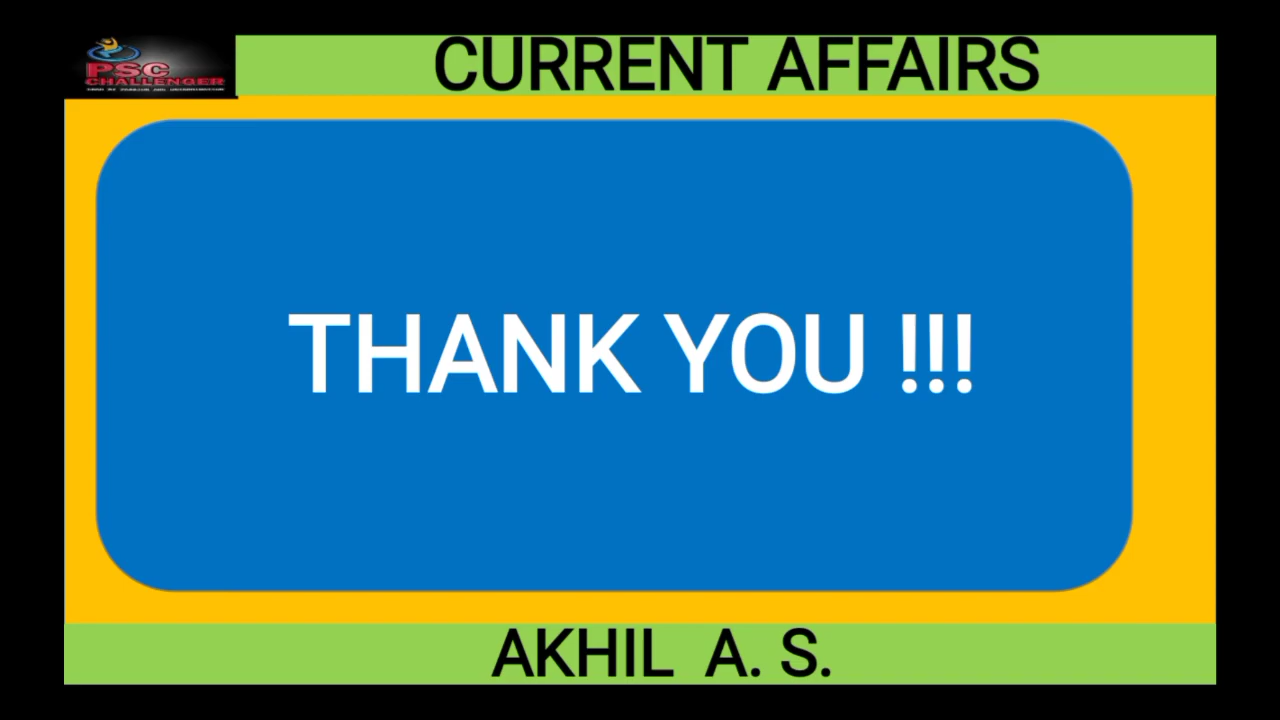 PSC
CHALLENGER
CURRENT AFFAIRS
THANK YOU !!!
AKHIL A. S.